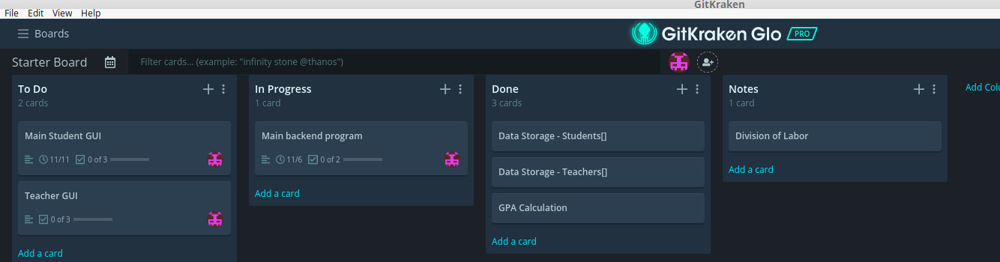 GitKraken
File Edit View Help
Boards
GitKraken Glo PRO
Starter Board
Filter cards... (example: "infinity stone @thanos")
To Do
2 cards
Main Student GUI
11/11 0 of 3
Teacher GUI
0 of 3
Add a card
In Progress
1 card
Main backend program
11/6 0 of 2
Add a card
Done
3 cards
Data Storage - Students[]
Data Storage - Teachers[]
GPA Calculation
Add a card
Notes
1 card
Division of Labor
Add a card
Add Colu